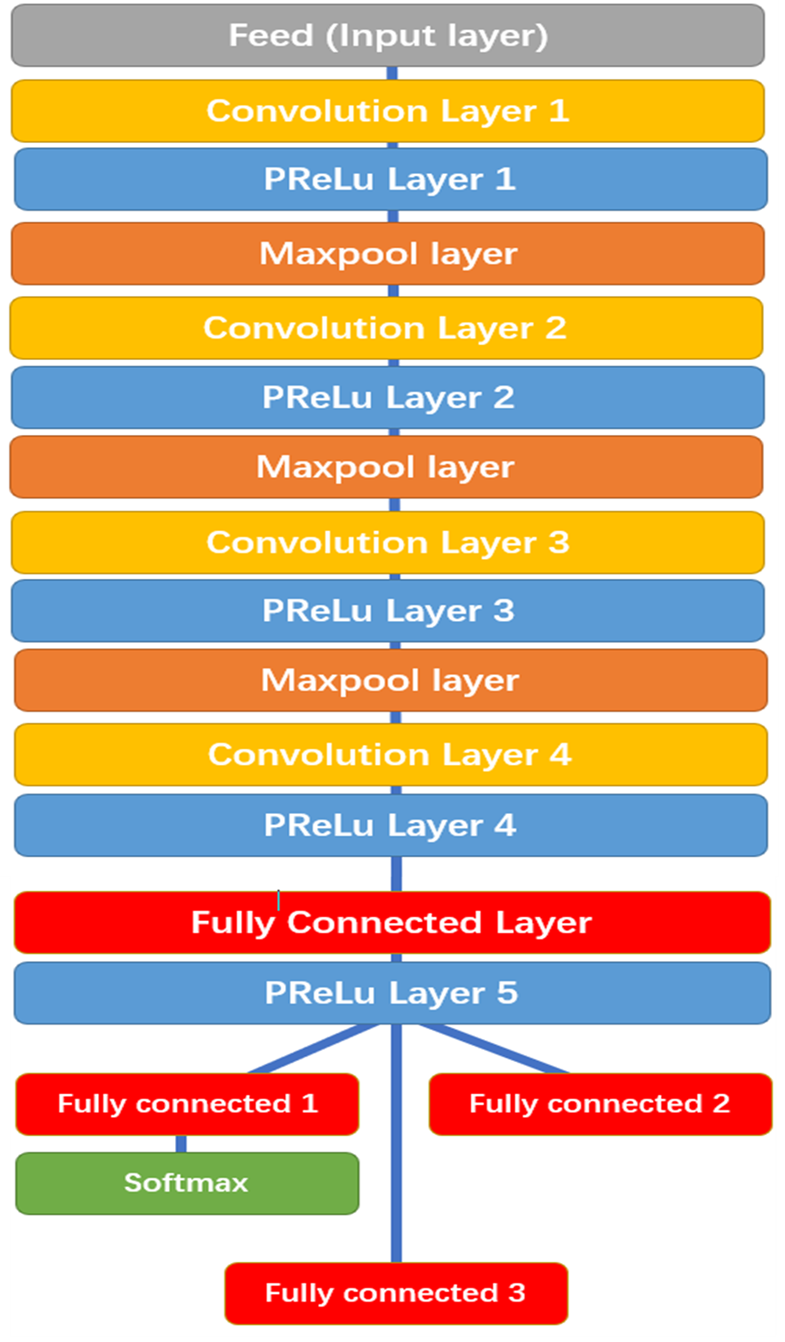 Feed (Input layer)
Convolution Layer 1
PReLu Layer 1
Maxpool layer
Convolution Layer 2
PReLu Layer 2
Maxpool layer
Convolution Layer 3
PReLu Layer 3
Maxpool layer
Convolution Layer 4
PReLu Layer 4
Fully Connected Layer
PReLu Layer 5
Fully connected 1
Fully connected 2
Softmax
Fully connected 3